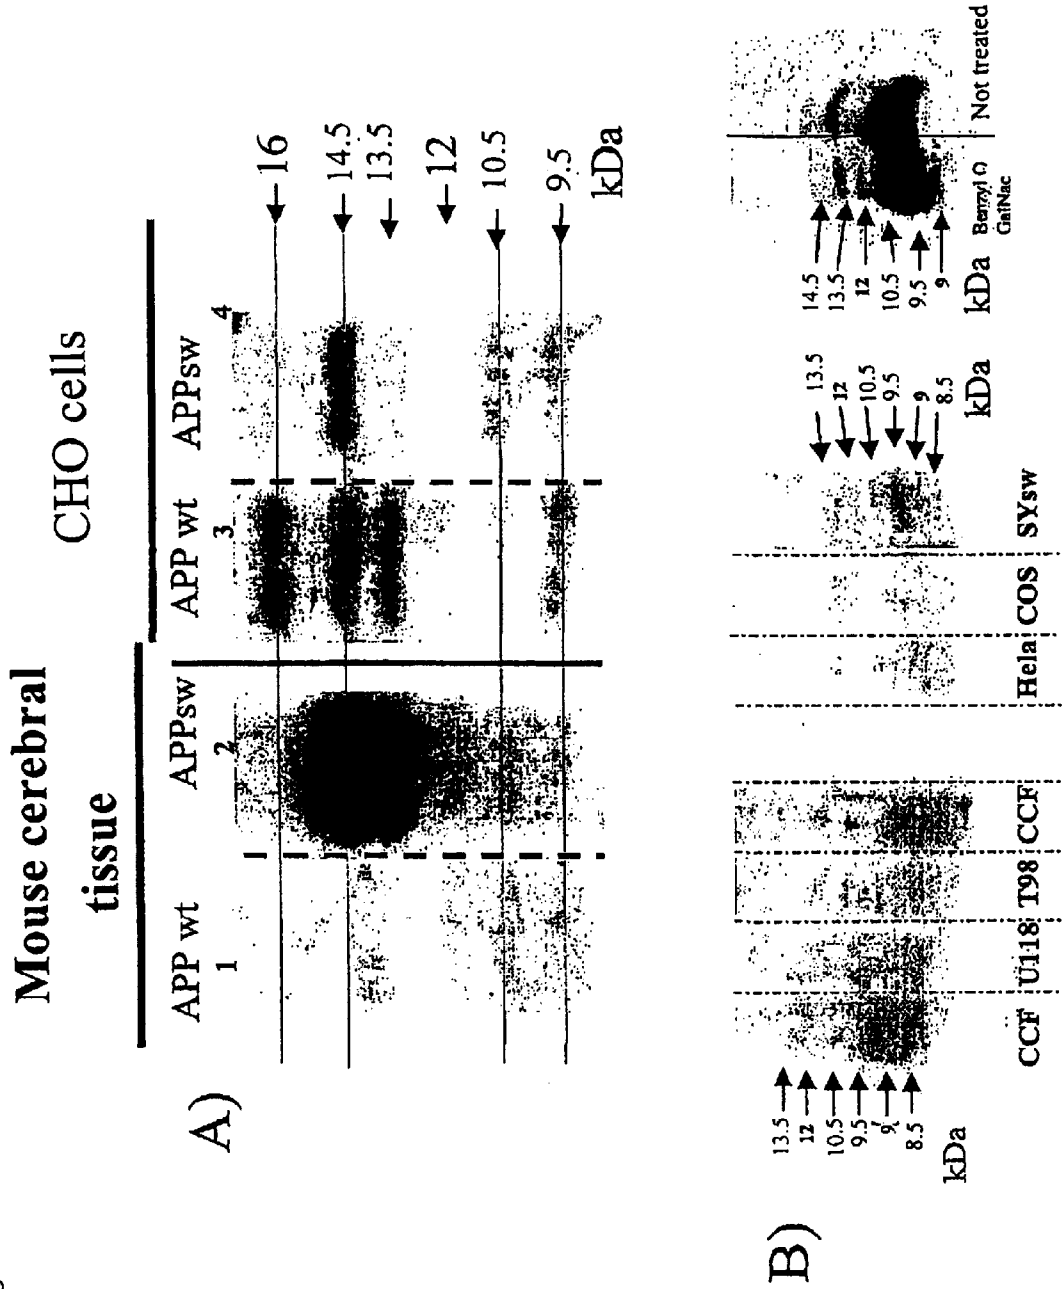 Mouse cerebral
tissue
CHO cells
APP wt
APPsw
APP wt
APPsw
1
2
3
4
A)
16
14.5
13.5
12
10.5
9.5
kDa
B)
13.5
12
10.5
9.5
9
8.5
kDa
CCF
U118
T98
CCF
Hela
COS
SYsw
13.5
12
10.5
9.5
9
8.5
kDa
14.5
13.5
12
10.5
9.5
9
kDa
Benzyl O
GalNac
Not treated